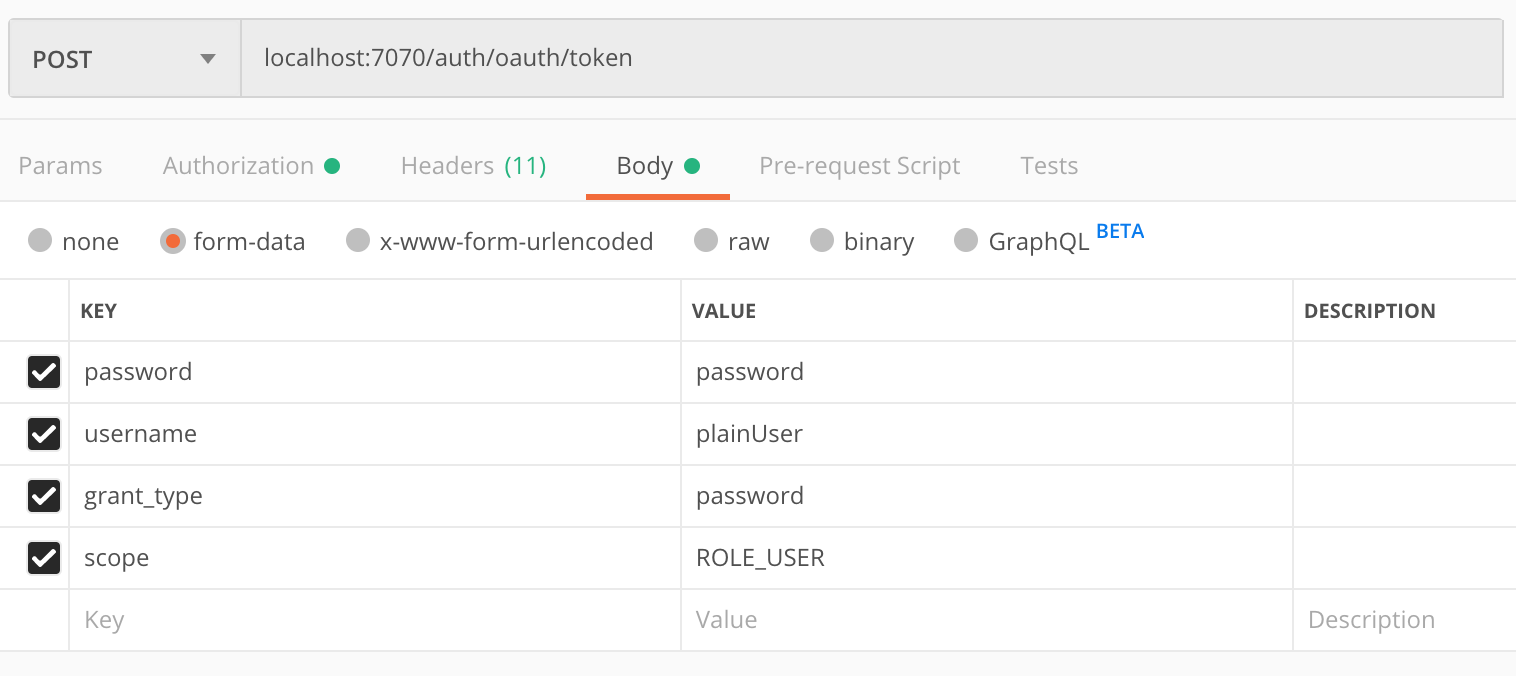 POST localhost:7070/auth/oauth/token
Params Authorization Headers (11) Body Pre-request Script Tests
none form-data x-www-form-urlencoded raw binary GraphQL BETA
KEY VALUE DESCRIPTION
password password
username plainUser
grant_type password
scope ROLE_USER
Key Value Description